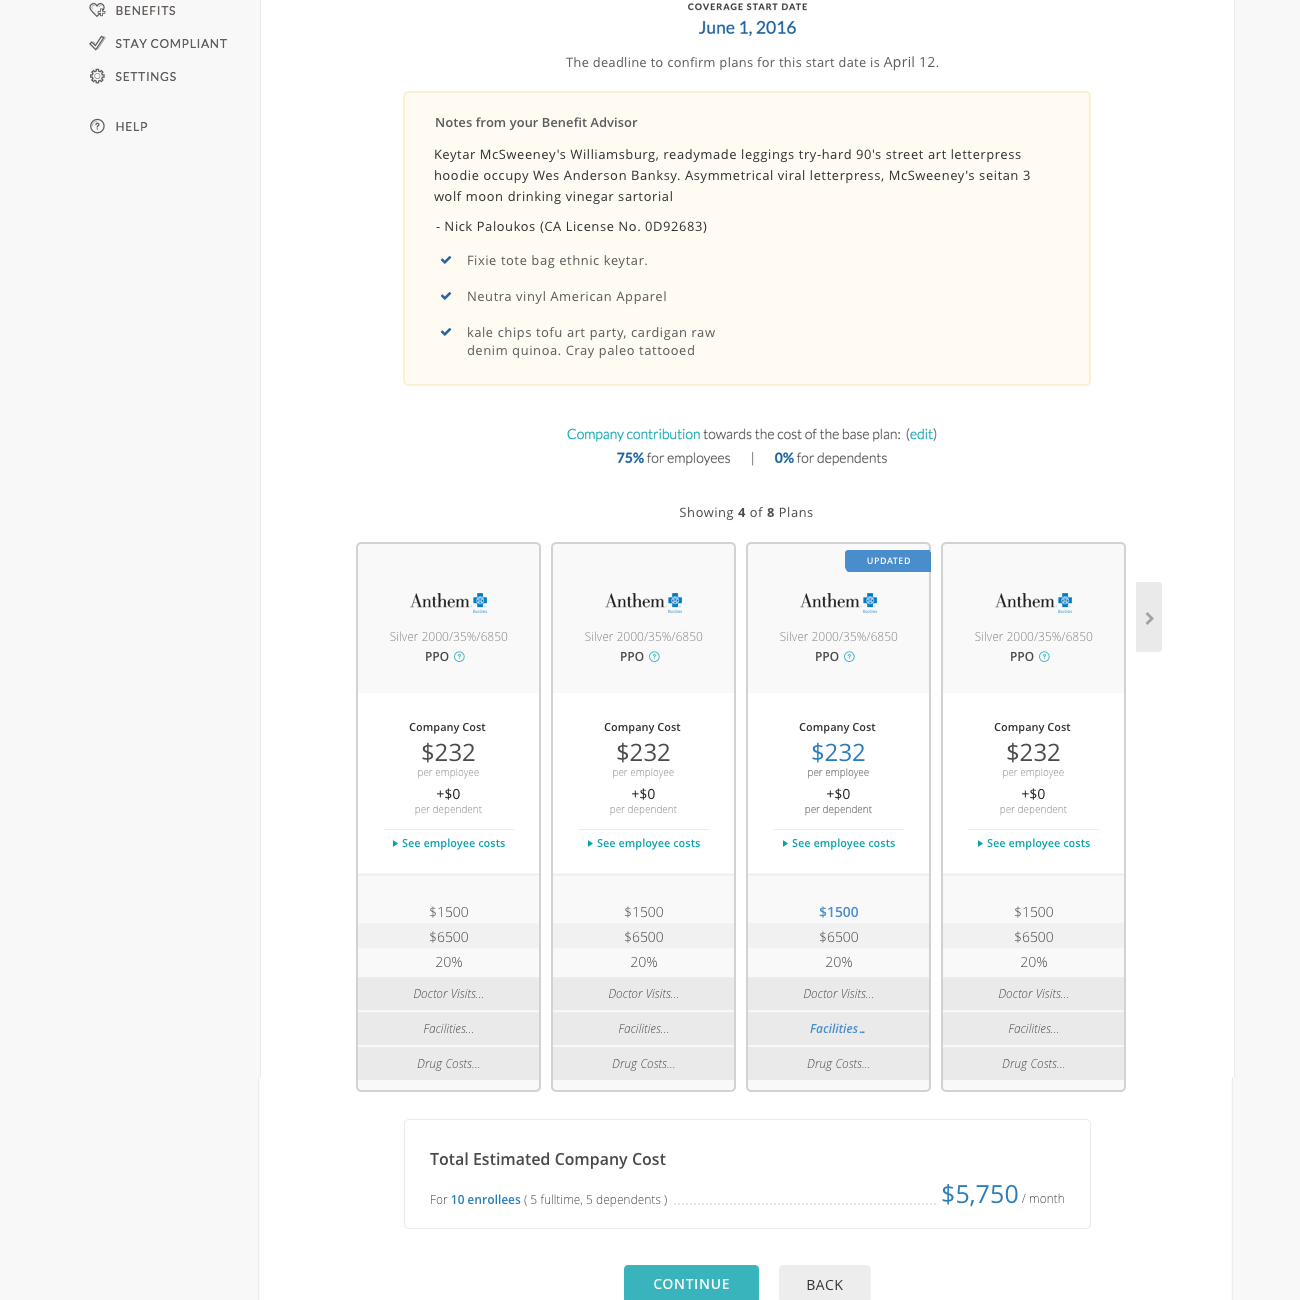 BENEFITS
STAY COMPLIANT
SETTINGS
HELP
COVERAGE START DATE
June 1, 2016
The deadline to confirm plans for this start date is April 12.
Notes from your Benefit Advisor
Keytar McSweeney's Williamsburg, readymade leggings try-hard 90's street art letterpress
hoodie occupy Wes Anderson Banksy. Asymmetrical viral letterpress, McSweeney's seitan 3
wolf moon drinking vinegar sartorial
- Nick Paloukos (CA License No. 0D92683)
Fixie tote bag ethnic keytar.
Neutra vinyl American Apparel
kale chips tofu art party, cardigan raw
denim quinoa. Cray paleo tattooed
Company contribution towards the cost of the base plan: (edit)
75% for employees | 0% for dependents
Showing 4 of 8 Plans
UPDATED
Anthem Anthem Anthem Anthem
Silver 2000/35%/6850 Silver 2000/35%/6850 Silver 2000/35%/6850 Silver 2000/35%/6850
PPO PPO PPO PPO
Company Cost Company Cost Company Cost Company Cost
$232 $232 $232 $232
per employee per employee per employee per employee
+$0 +$0 +$0 +$0
per dependent per dependent per dependent per dependent
See employee costs See employee costs See employee costs See employee costs
$1500 $1500 $1500 $1500
$6500 $6500 $6500 $6500
20% 20% 20% 20%
Doctor Visits... Doctor Visits... Doctor Visits... Doctor Visits...
Facilities... Facilities... Facilities... Facilities...
Drug Costs... Drug Costs... Drug Costs... Drug Costs...
Total Estimated Company Cost
For 10 enrollees ( 5 fulltime, 5 dependents ) $5,750 / month
CONTINUE BACK